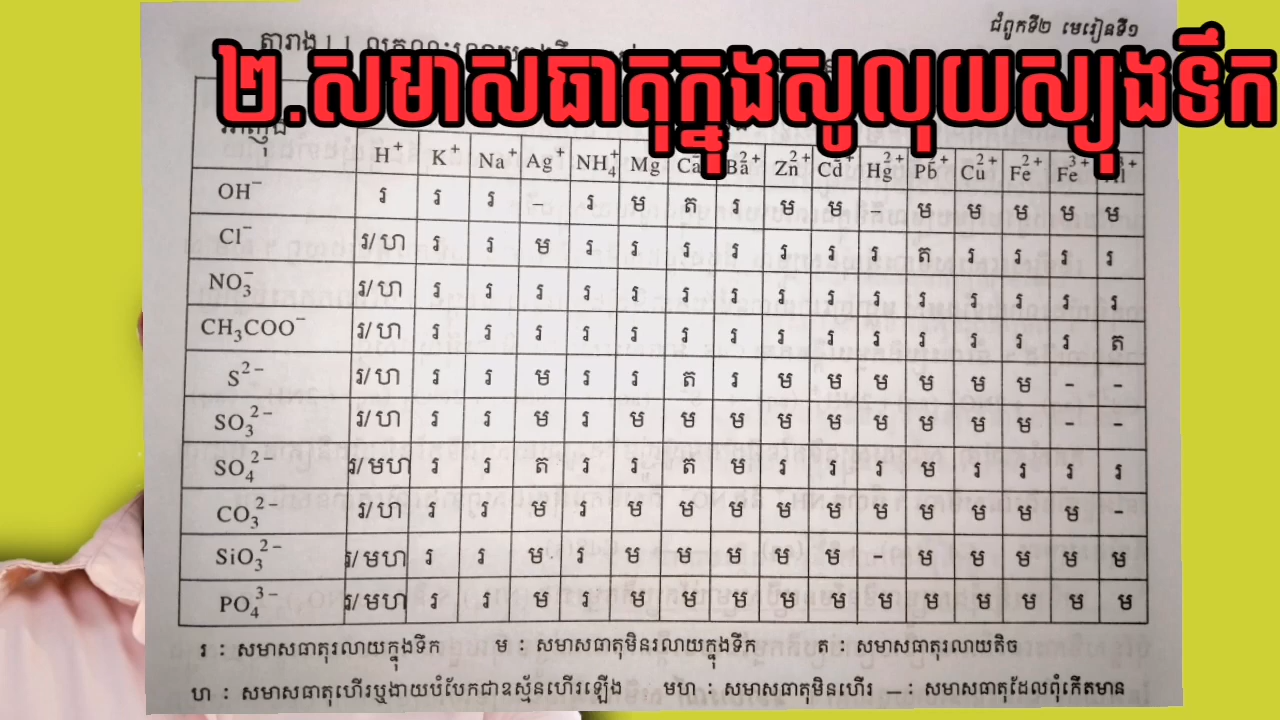 ជំពូកទី២ មេរៀនទី១
២.សមាសធាតុក្នុងសូលុយស្យុងទឹក
H⁺ K⁺ Na⁺ Ag⁺ NH₄⁺ Mg Ca Ba²⁺ Zn²⁺ Cd²⁺ Hg²⁺ Pb²⁺ Cu²⁺ Fe²⁺ Fe³⁺ Al³⁺
OH⁻ រ រ រ – រ ម ត រ ម ម – ម ម ម ម ម
Cl⁻ រ/ហ រ រ ម រ រ រ រ រ រ រ ត រ រ រ រ
NO₃⁻ រ/ហ រ រ រ រ រ រ រ រ រ រ រ រ រ រ រ
CH₃COO⁻ រ/ហ រ រ រ រ រ រ រ រ រ រ រ រ រ រ ត
S²⁻ រ/ហ រ រ ម រ រ ត រ ម ម ម ម ម ម - -
SO₃²⁻ រ/ហ រ រ ម រ ម ម ម ម ម ម ម ម ម - -
SO₄²⁻ រ/មហ រ រ ត រ រ ត ម រ រ រ ម រ រ រ រ
CO₃²⁻ រ/ហ រ រ ម រ ម ម ម ម ម ម ម ម ម ម -
SiO₃²⁻ រ/មហ រ រ ម រ ម ម ម ម ម - ម ម ម ម ម
PO₄³⁻ រ/មហ រ រ ម រ ម ម ម ម ម ម ម ម ម ម ម
រ : សមាសធាតុរលាយក្នុងទឹក ម : សមាសធាតុមិនរលាយក្នុងទឹក ត : សមាសធាតុរលាយតិច
ហ : សមាសធាតុហើរឬងាយបំបែកជាឧស្ម័នហើរឡើង មហ : សមាសធាតុមិនហើរ — : សមាសធាតុដែលពុំកើតមាន